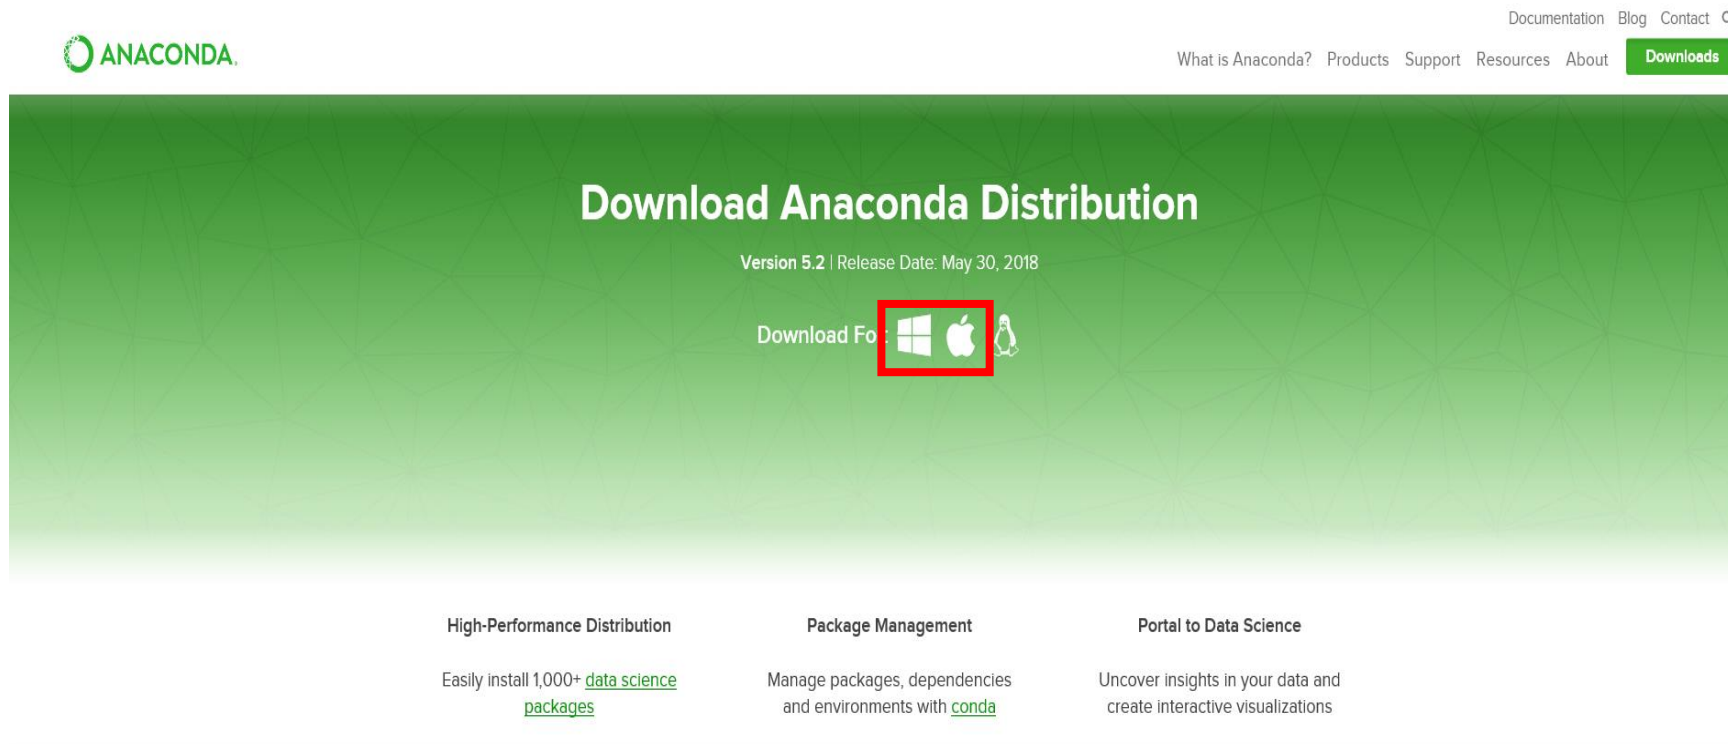 Documentation Blog Contact
ANACONDA.
What is Anaconda? Products Support Resources About Downloads
Download Anaconda Distribution
Version 5.2 | Release Date: May 30, 2018
Download Fo:
High-Performance Distribution
Easily install 1,000+ data science
packages
Package Management
Manage packages, dependencies
and environments with conda
Portal to Data Science
Uncover insights in your data and
create interactive visualizations